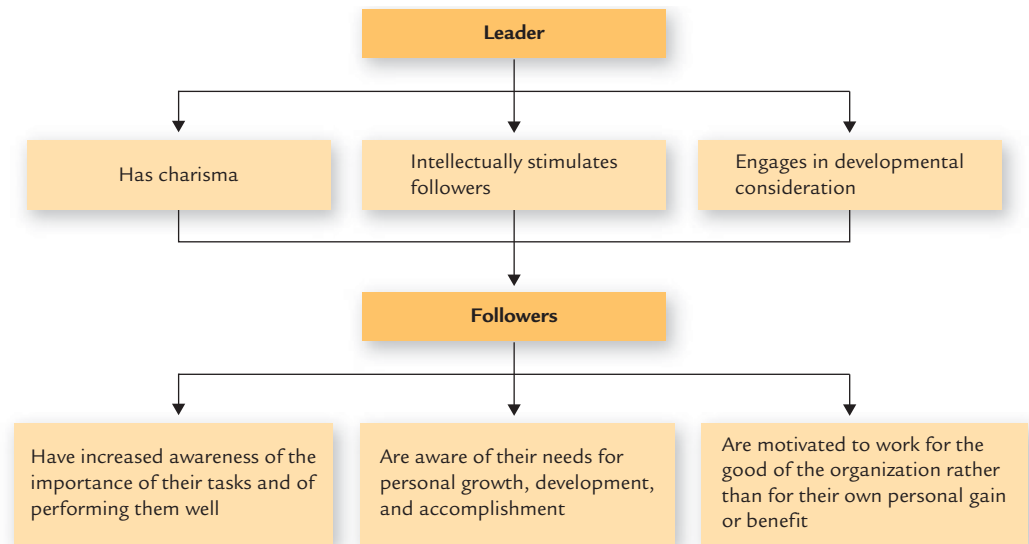 Leader
Has charisma
Intellectually stimulates
followers
Engages in developmental
consideration
Followers
Have increased awareness of the
importance of their tasks and of
performing them well
Are aware of their needs for
personal growth, development,
and accomplishment
Are motivated to work for the
good of the organization rather
than for their own personal gain
or benefit